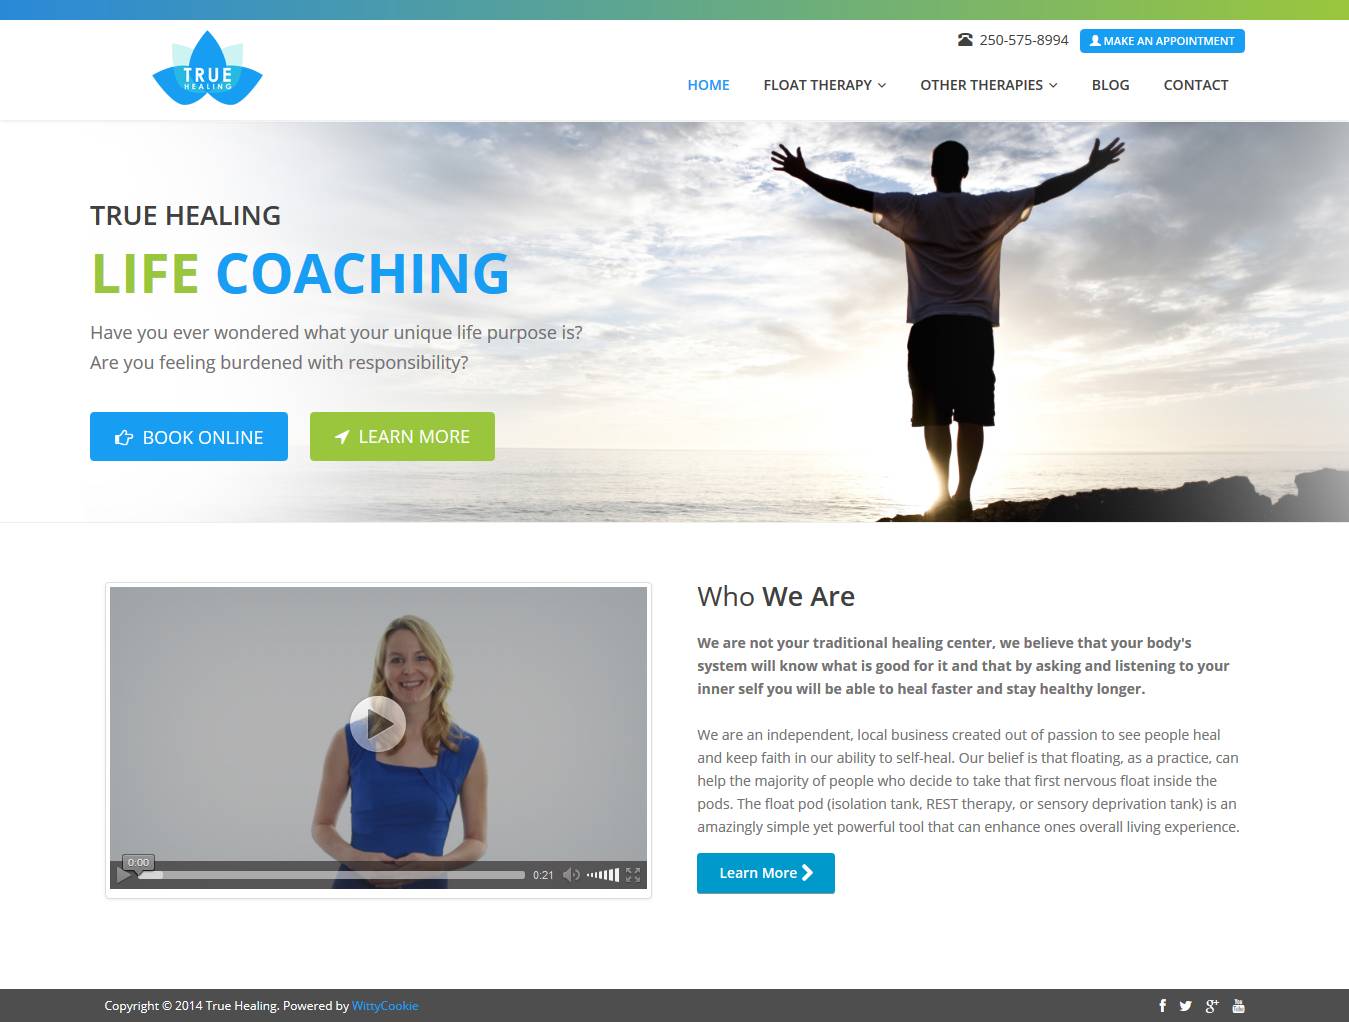 TRUE
HEALING
250-575-8994
MAKE AN APPOINTMENT
HOME
FLOAT THERAPY
OTHER THERAPIES
BLOG
CONTACT
TRUE HEALING
LIFE COACHING
Have you ever wondered what your unique life purpose is?
Are you feeling burdened with responsibility?
BOOK ONLINE
LEARN MORE
0:00
0:21
Who We Are
We are not your traditional healing center, we believe that your body's
system will know what is good for it and that by asking and listening to your
inner self you will be able to heal faster and stay healthy longer.
We are an independent, local business created out of passion to see people heal
and keep faith in our ability to self-heal. Our belief is that floating, as a practice, can
help the majority of people who decide to take that first nervous float inside the
pods. The float pod (isolation tank, REST therapy, or sensory deprivation tank) is an
amazingly simple yet powerful tool that can enhance ones overall living experience.
Learn More
Copyright © 2014 True Healing. Powered by WittyCookie